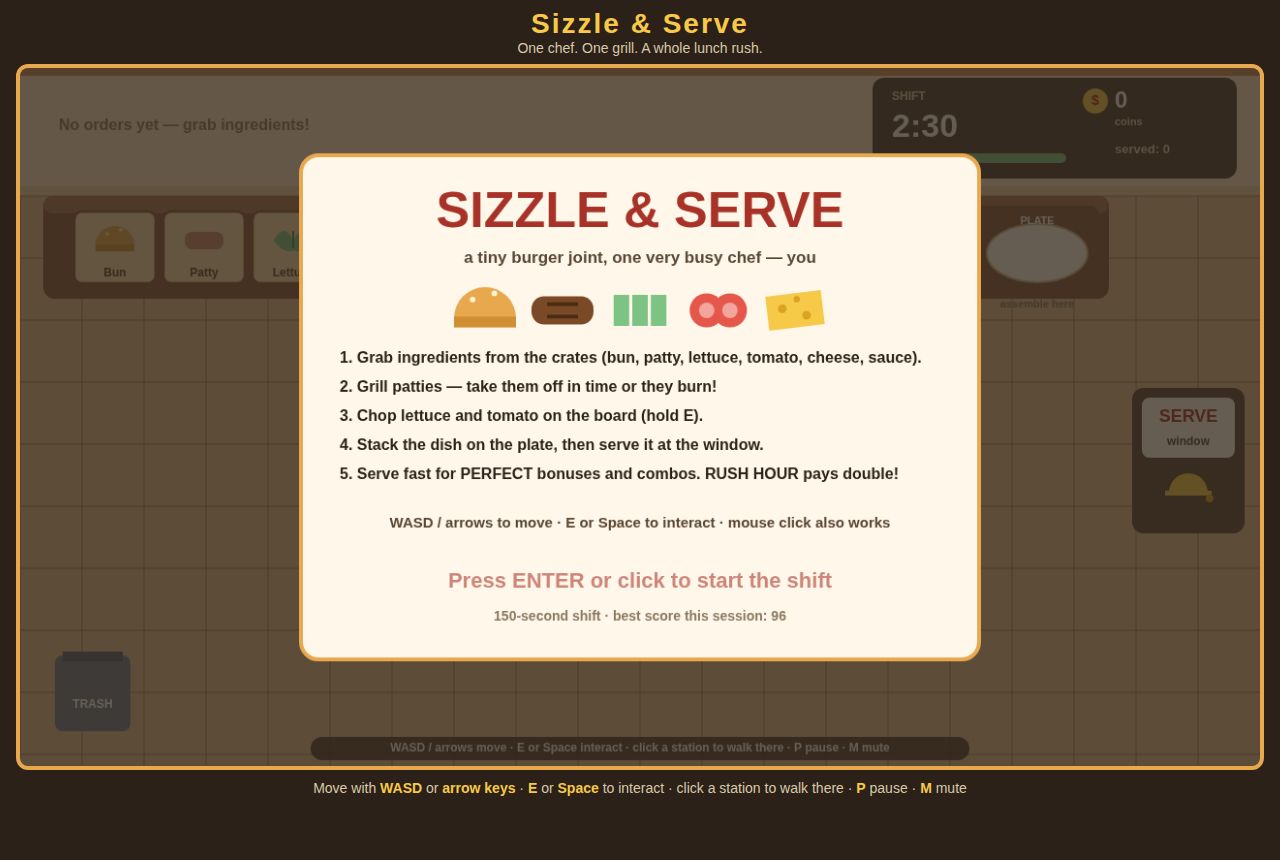 Sizzle & Serve
One chef. One grill. A whole lunch rush.
No orders yet — grab ingredients!
SHIFT
2:30
$ 0
coins
served: 0
Bun
Patty
PLATE
assemble here
SIZZLE & SERVE
a tiny burger joint, one very busy chef — you
1. Grab ingredients from the crates (bun, patty, lettuce, tomato, cheese, sauce).
2. Grill patties — take them off in time or they burn!
3. Chop lettuce and tomato on the board (hold E).
4. Stack the dish on the plate, then serve it at the window.
5. Serve fast for PERFECT bonuses and combos. RUSH HOUR pays double!
WASD / arrows to move · E or Space to interact · mouse click also works
Press ENTER or click to start the shift
150-second shift · best score this session: 96
SERVE
window
TRASH
WASD / arrows move · E or Space interact · click a station to walk there · P pause · M mute
Move with WASD or arrow keys · E or Space to interact · click a station to walk there · P pause · M mute